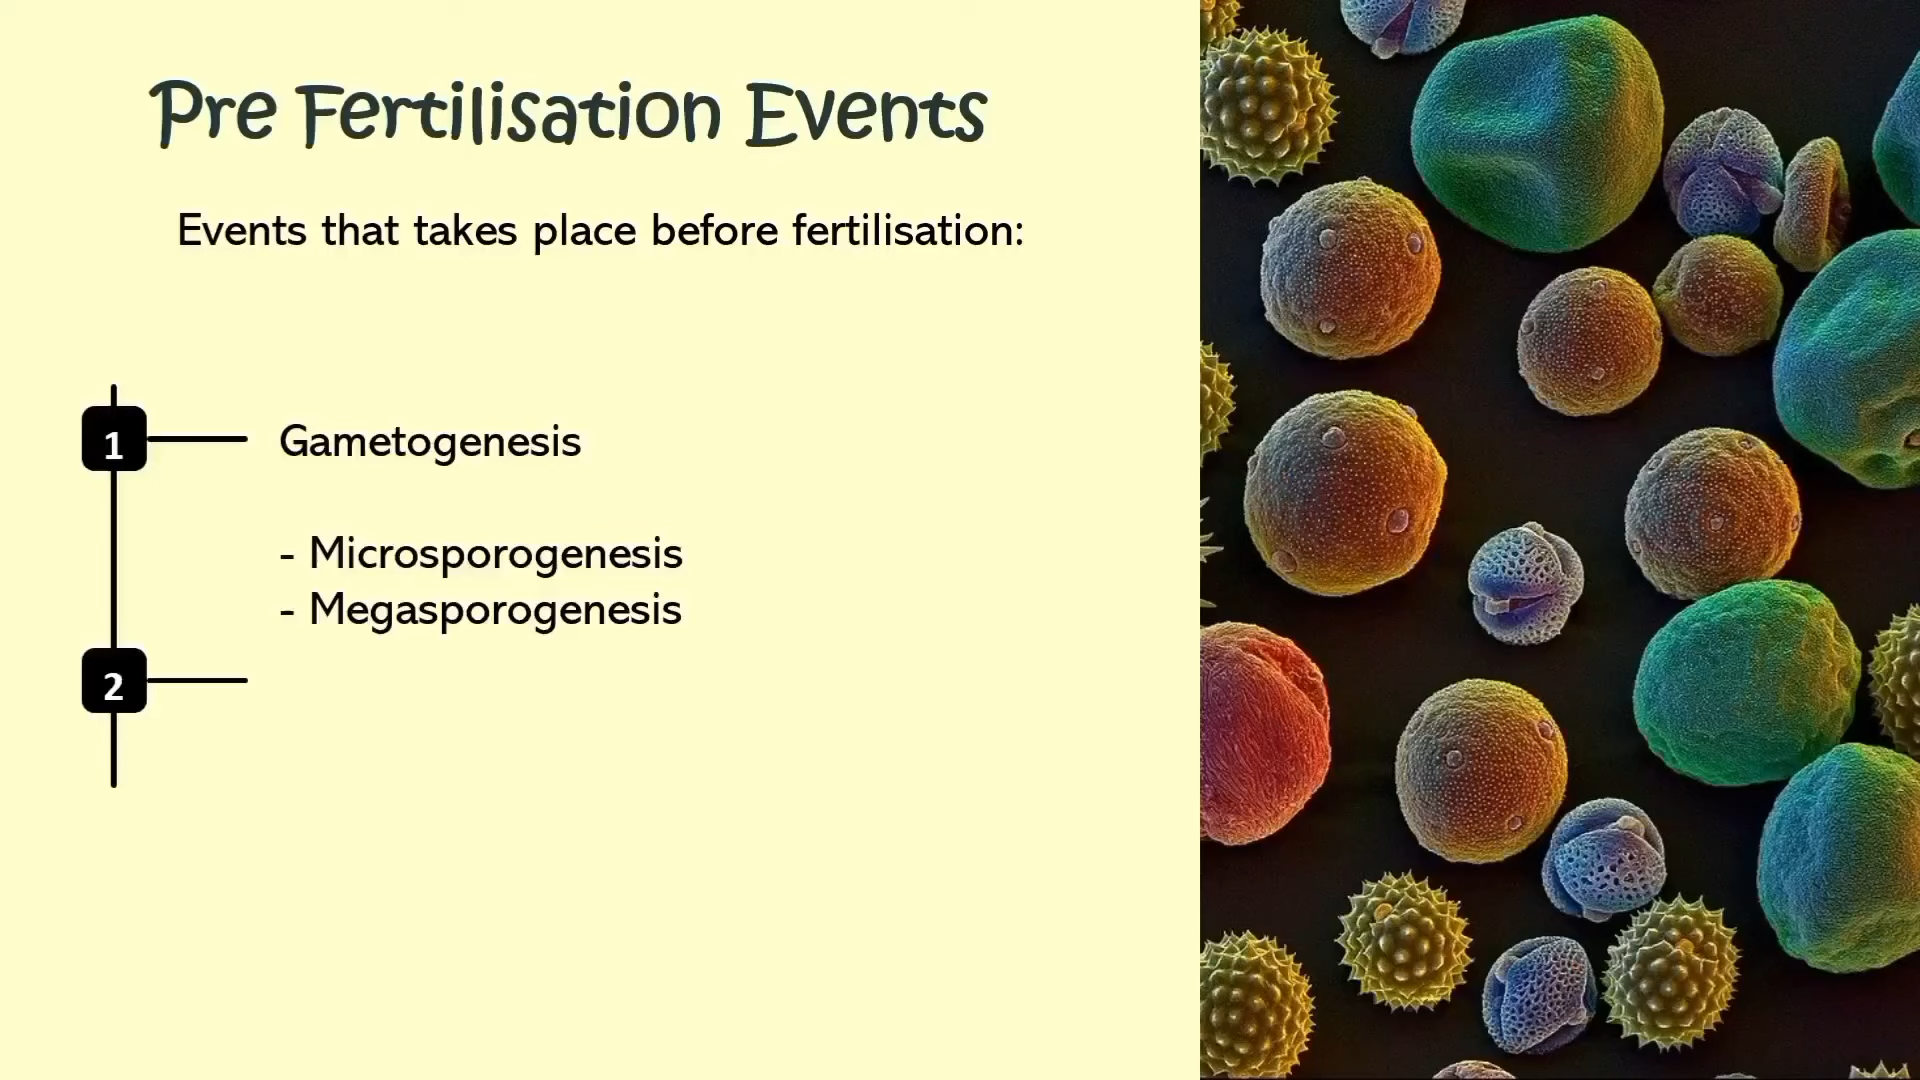 Pre Fertilisation Events
Events that takes place before fertilisation:
1
Gametogenesis
- Microsporogenesis
- Megasporogenesis
2